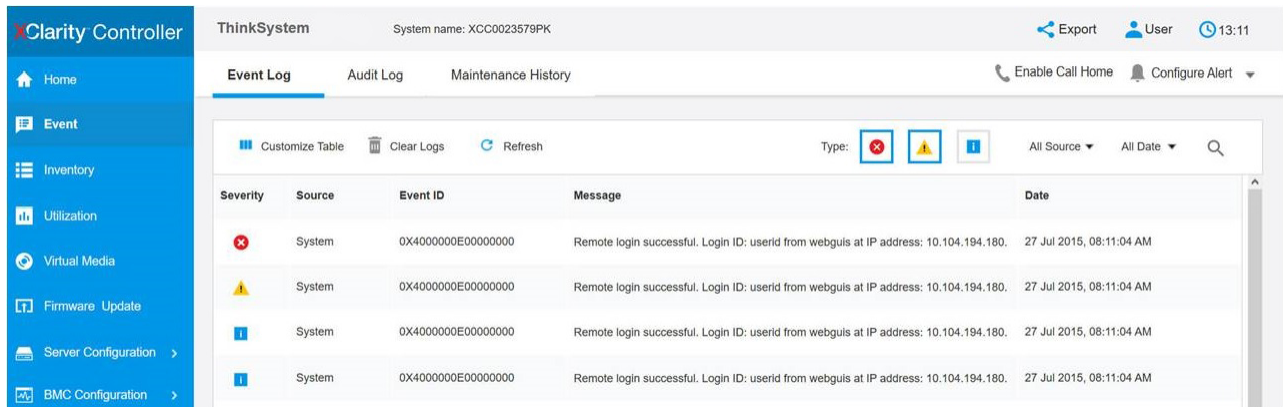 XClarity Controller
ThinkSystem System name: XCC0023579PK Export User 13:11
Home
Event Log Audit Log Maintenance History Enable Call Home Configure Alert
Event
Customize Table Clear Logs Refresh Type: All Source All Date
Inventory
Severity Source Event ID Message Date
Utilization
System 0X4000000E00000000 Remote login successful. Login ID: userid from webguis at IP address: 10.104.194.180. 27 Jul 2015, 08:11:04 AM
Virtual Media
System 0X4000000E00000000 Remote login successful. Login ID: userid from webguis at IP address: 10.104.194.180. 27 Jul 2015, 08:11:04 AM
Firmware Update
System 0X4000000E00000000 Remote login successful. Login ID: userid from webguis at IP address: 10.104.194.180. 27 Jul 2015, 08:11:04 AM
Server Configuration
System 0X4000000E00000000 Remote login successful. Login ID: userid from webguis at IP address: 10.104.194.180. 27 Jul 2015, 08:11:04 AM
BMC Configuration